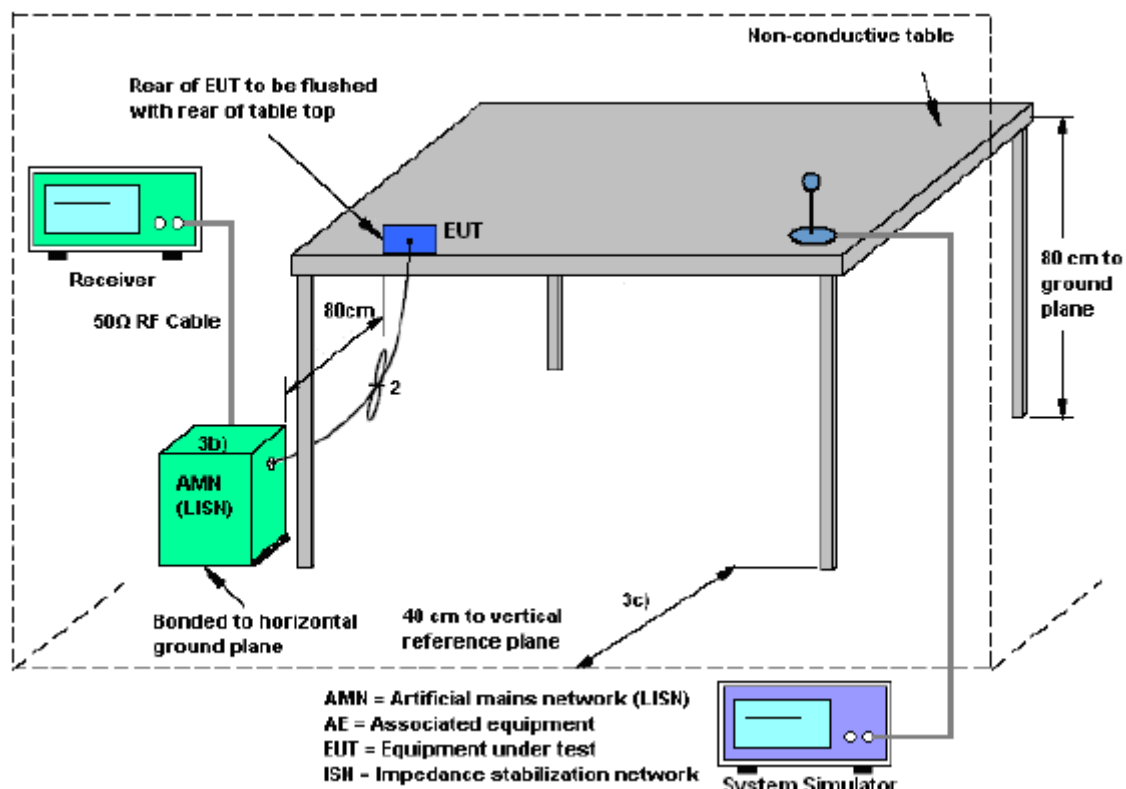 Non-conductive table
Rear of EUT to be flushed
with rear of table top
EUT
Receiver
80cm
80 cm to
ground
plane
50Ω RF Cable
2
3b)
AMN
(LISN)
3c)
Bonded to horizontal
ground plane
40 cm to vertical
reference plane
AMN = Artificial mains network (LISN)
AE = Associated equipment
EUT = Equipment under test
ISN = Impedance stabilization network
System Simulator